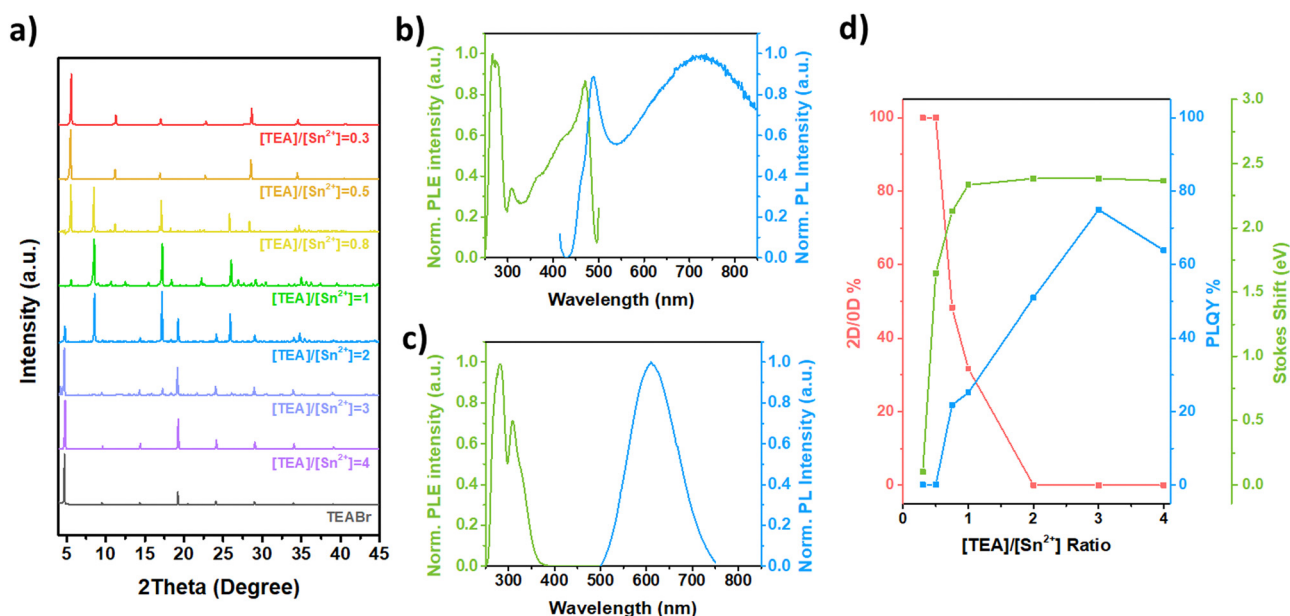 a)
Intensity (a.u.)
[TEA]/[Sn²⁺]=0.3
[TEA]/[Sn²⁺]=0.5
[TEA]/[Sn²⁺]=0.8
[TEA]/[Sn²⁺]=1
[TEA]/[Sn²⁺]=2
[TEA]/[Sn²⁺]=3
[TEA]/[Sn²⁺]=4
TEABr
5 10 15 20 25 30 35 40 45
2Theta (Degree)
b)
Norm. PLE intensity (a.u.)
1.0
0.8
0.6
0.4
0.2
0.0
300 400 500 600 700 800
Wavelength (nm)
1.0
0.8
0.6
0.4
0.2
0.0
Norm. PL Intensity (a.u.)
c)
Norm. PLE intensity (a.u.)
1.0
0.8
0.6
0.4
0.2
0.0
300 400 500 600 700 800
Wavelength (nm)
1.0
0.8
0.6
0.4
0.2
0.0
Norm. PL Intensity (a.u.)
d)
2D/0D %
100
80
60
40
20
0
0 1 2 3 4
[TEA]/[Sn²⁺] Ratio
100
80
60
40
20
0
PLQY %
3.0
2.5
2.0
1.5
1.0
0.5
0.0
Stokes Shift (eV)